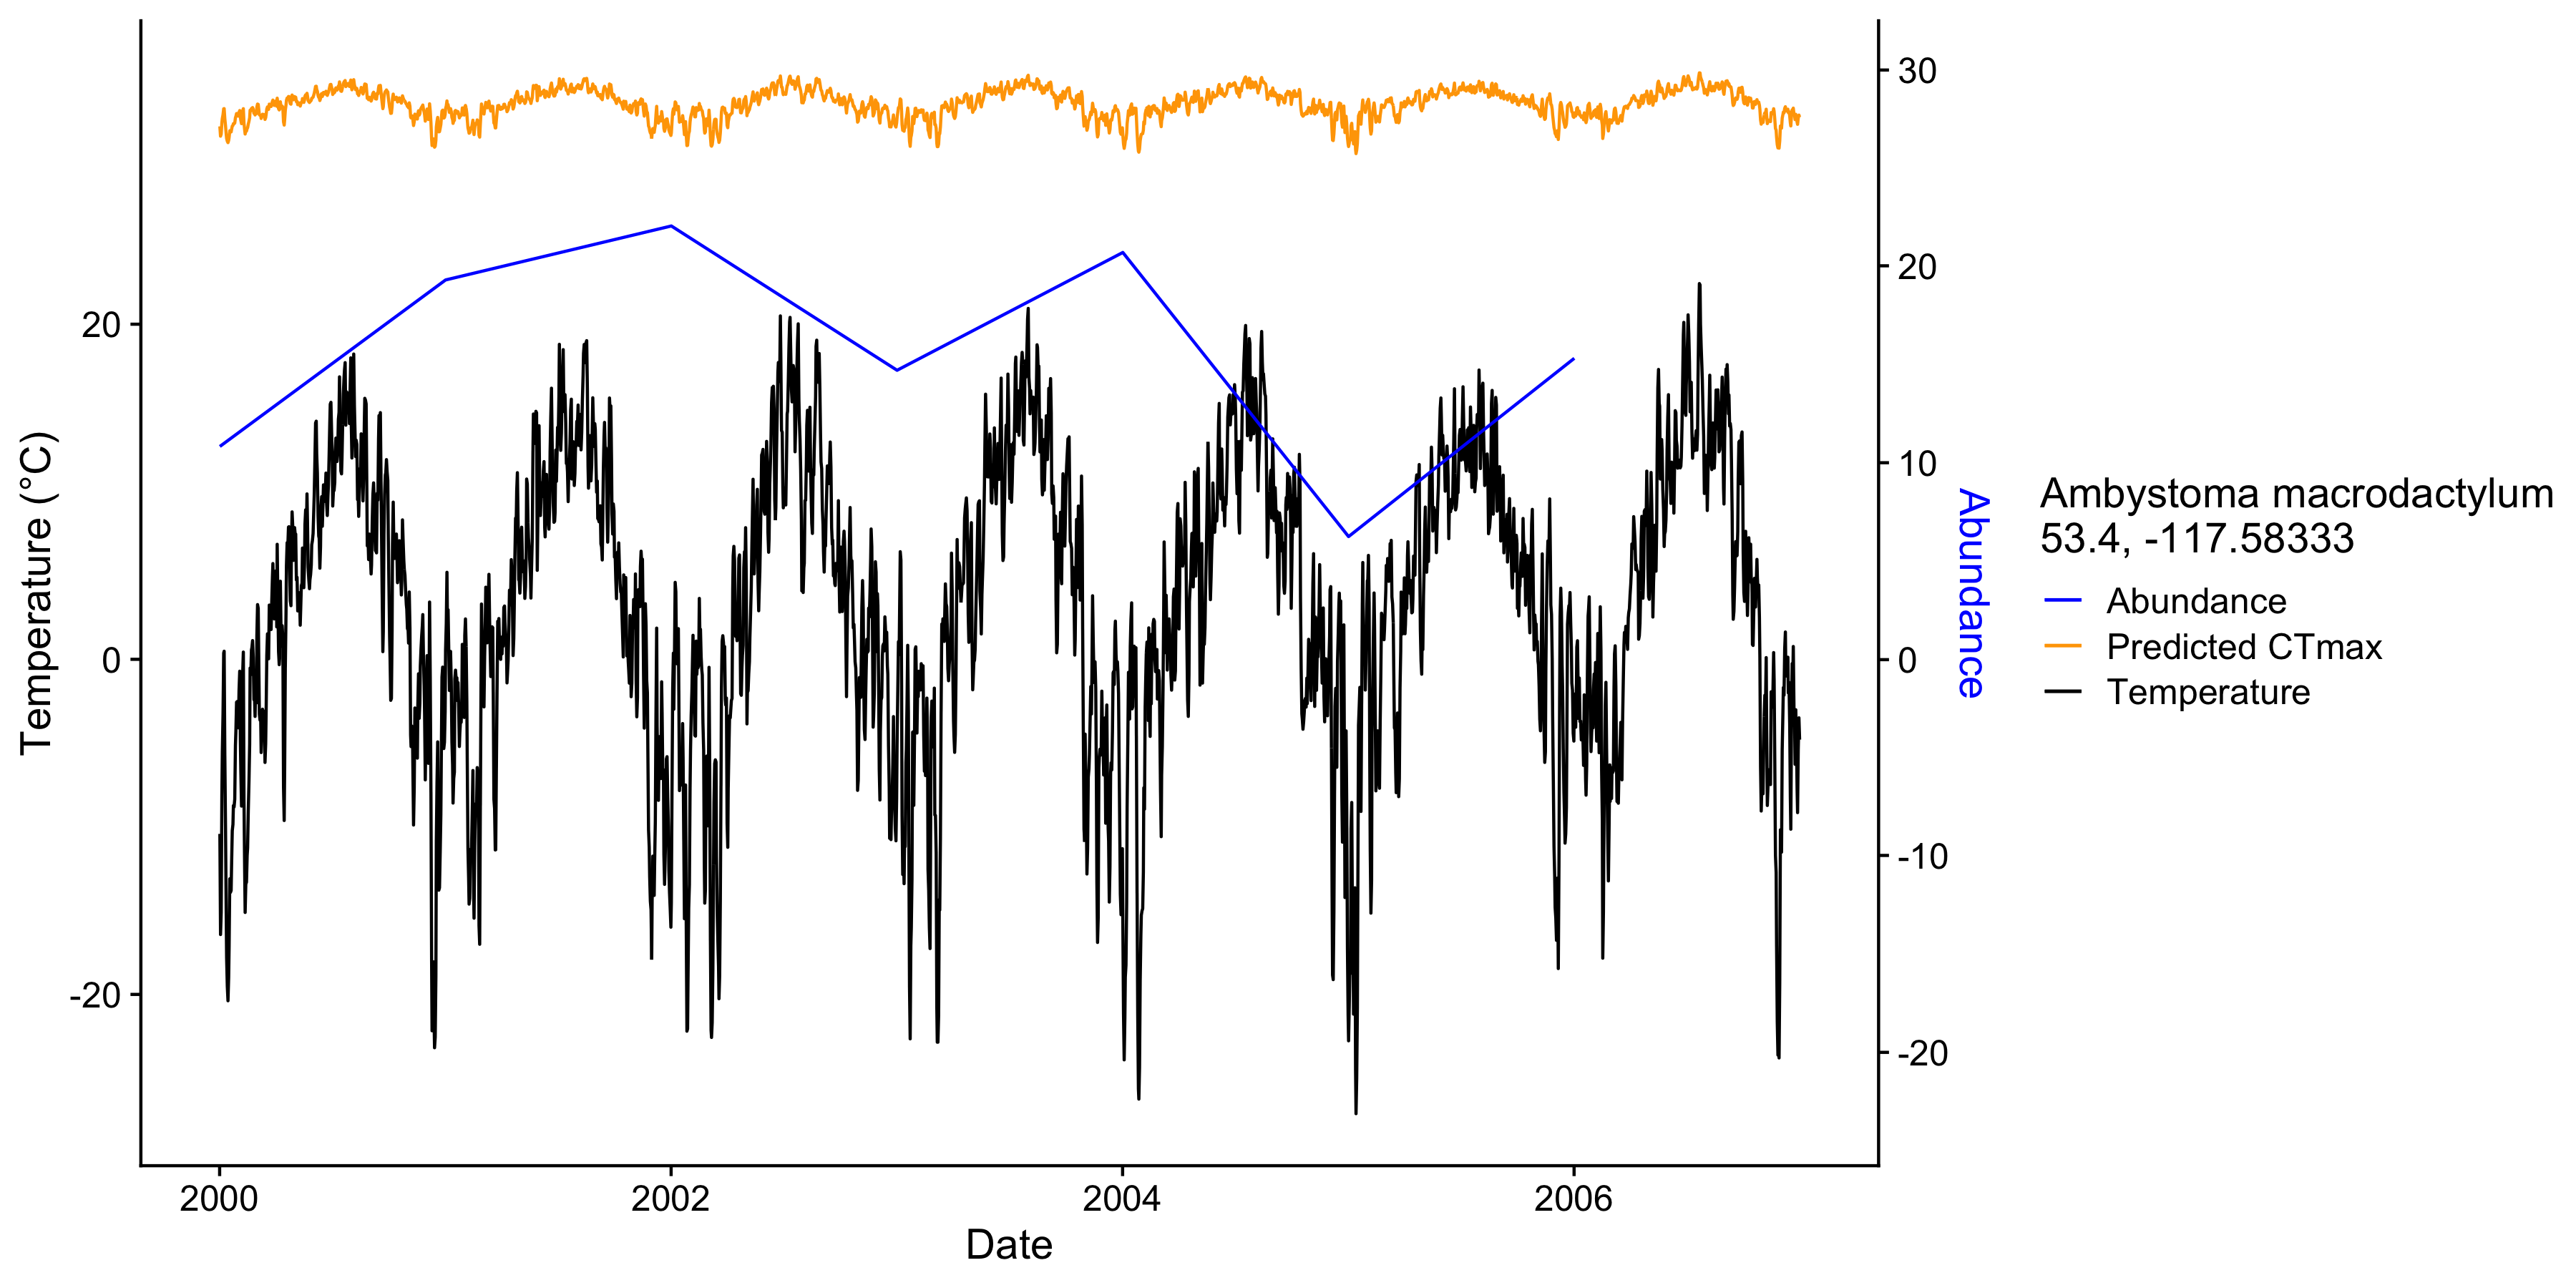 Temperature (°C)
20
0
-20
2000
2002
2004
2006
Date
30
20
10
0
-10
-20
Abundance
Ambystoma macrodactylum
53.4, -117.58333
Abundance
Predicted CTmax
Temperature